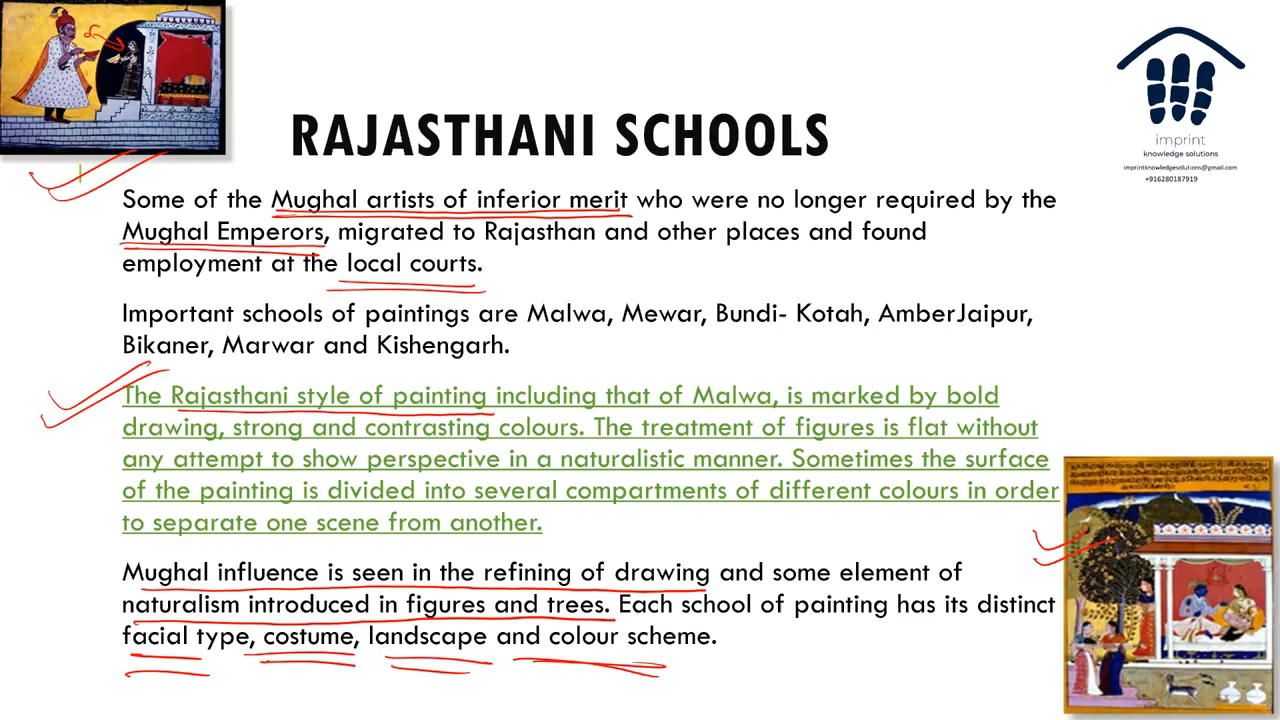 RAJASTHANI SCHOOLS
imprint
knowledge solutions
imprintknowledgesolutions@gmail.com
+916280187919
Some of the Mughal artists of inferior merit who were no longer required by the
Mughal Emperors, migrated to Rajasthan and other places and found
employment at the local courts.
Important schools of paintings are Malwa, Mewar, Bundi- Kotah, AmberJaipur,
Bikaner, Marwar and Kishengarh.
The Rajasthani style of painting including that of Malwa, is marked by bold
drawing, strong and contrasting colours. The treatment of figures is flat without
any attempt to show perspective in a naturalistic manner. Sometimes the surface
of the painting is divided into several compartments of different colours in order
to separate one scene from another.
Mughal influence is seen in the refining of drawing and some element of
naturalism introduced in figures and trees. Each school of painting has its distinct
facial type, costume, landscape and colour scheme.